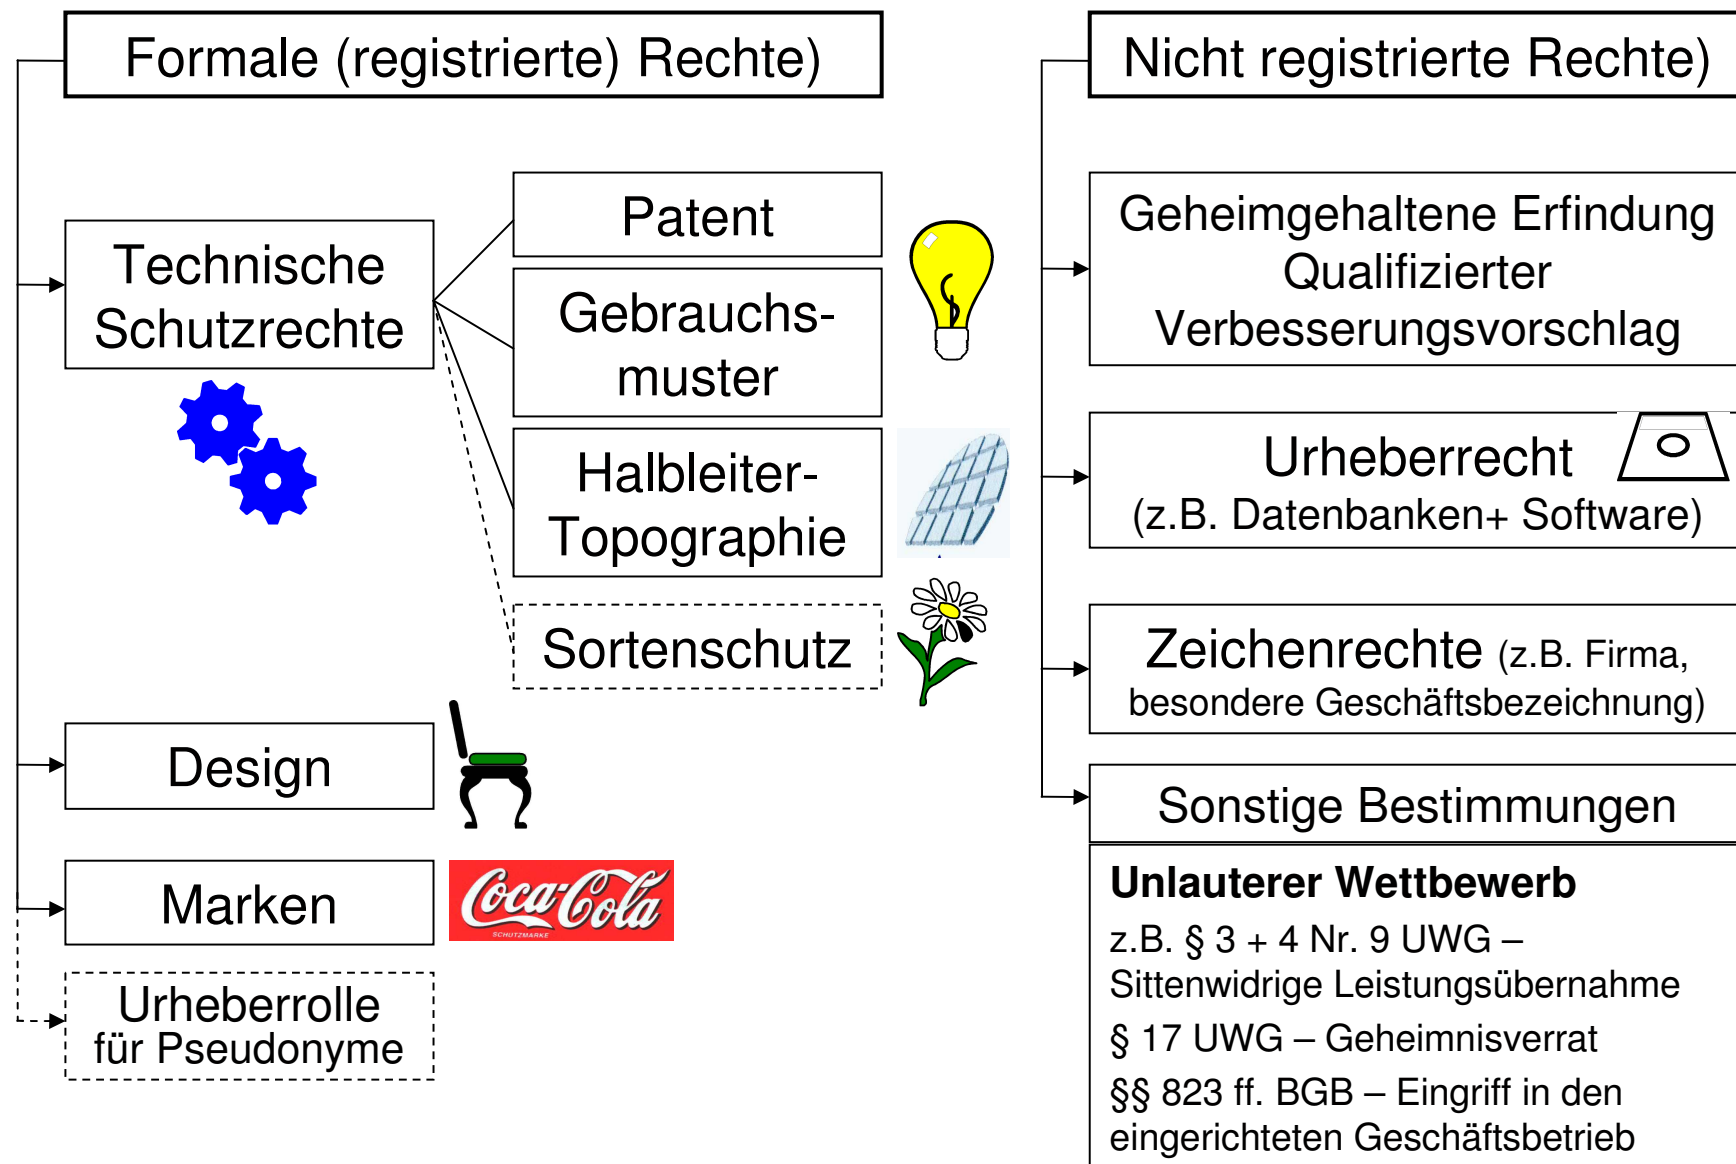 Formale (registrierte) Rechte)
Technische
Schutzrechte
Patent
Gebrauchs-
muster
Halbleiter-
Topographie
Sortenschutz
Design
Marken
Coca-Cola
SCHUTZMARKE
Urheberrolle
für Pseudonyme
Nicht registrierte Rechte)
Geheimgehaltene Erfindung
Qualifizierter
Verbesserungsvorschlag
Urheberrecht
(z.B. Datenbanken+ Software)
Zeichenrechte (z.B. Firma,
besondere Geschäftsbezeichnung)
Sonstige Bestimmungen
Unlauterer Wettbewerb
z.B. § 3 + 4 Nr. 9 UWG –
Sittenwidrige Leistungsübernahme
§ 17 UWG – Geheimnisverrat
§§ 823 ff. BGB – Eingriff in den
eingerichteten Geschäftsbetrieb